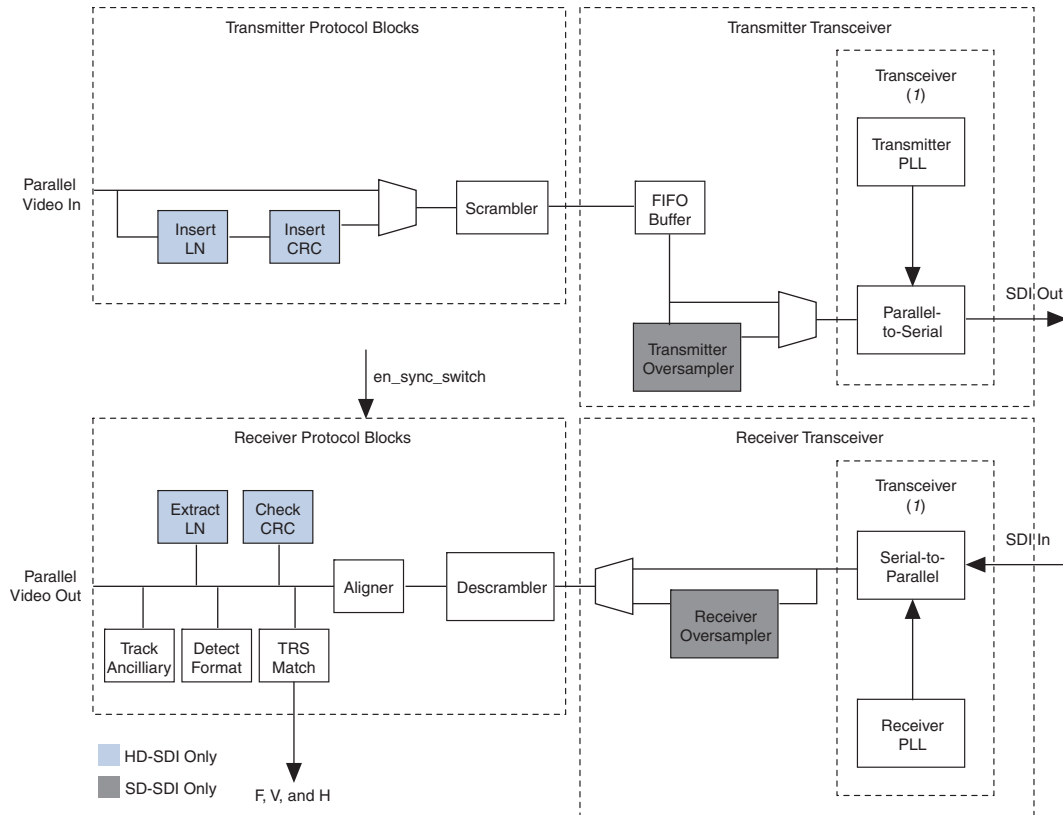 Transmitter Protocol Blocks
Transmitter Transceiver
Transceiver
(1)
Transmitter
PLL
Parallel
Video In
Insert
LN
Insert
CRC
Scrambler
FIFO
Buffer
Transmitter
Oversampler
Parallel-
to-Serial
SDI Out
en_sync_switch
Receiver Protocol Blocks
Receiver Transceiver
Transceiver
(1)
Extract
LN
Check
CRC
Parallel
Video Out
Aligner
Descrambler
Receiver
Oversampler
Serial-to-
Parallel
SDI In
Track
Ancilliary
Detect
Format
TRS
Match
Receiver
PLL
HD-SDI Only
SD-SDI Only
F, V, and H